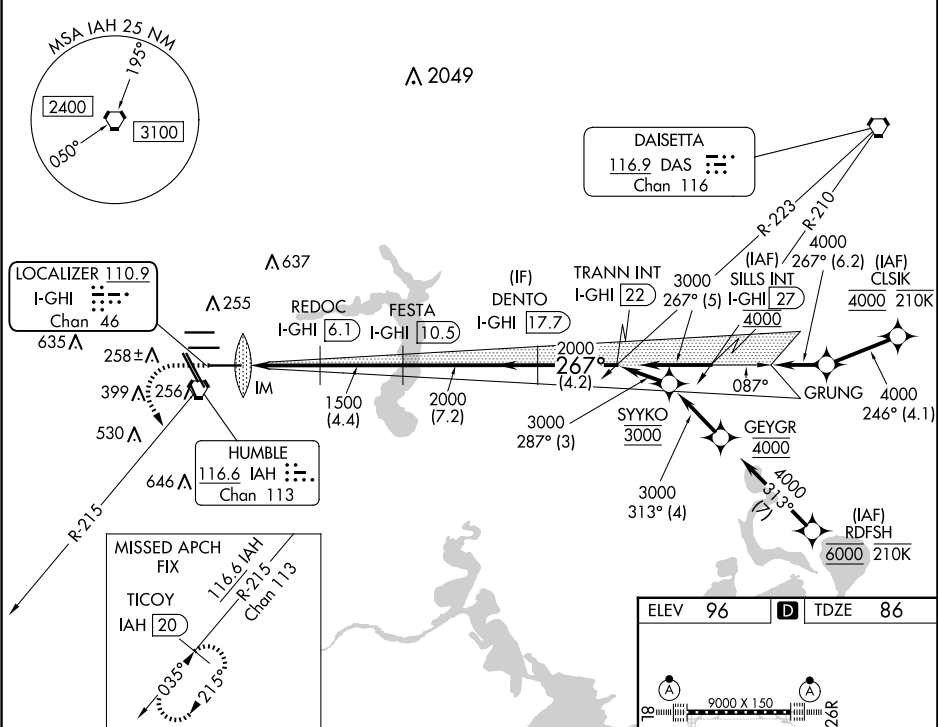 MSA IAH 25 NM
195°
2400
3100
050°
2049
DAISETTA
116.9 DAS
Chan 116
R-223
R-210
LOCALIZER 110.9
I-GHI
Chan 46
637
255
635
258±
399
256
530
646
IM
REDOC
I-GHI 6.1
FESTA
I-GHI 10.5
(IF)
DENTO
I-GHI 17.7
TRANN INT
I-GHI 22
3000
267° (5)
(IAF)
SILLS INT
I-GHI 27
4000
4000
267° (6.2)
(IAF)
CLSIK
4000 210K
1500
(4.4)
2000
(7.2)
2000
267°
(4.2)
087°
GRUNG
4000
246° (4.1)
3000
287° (3)
SYYKO
3000
GEYGR
4000
3000
313° (4)
4000
313°
(7)
(IAF)
RDFSH
6000 210K
HUMBLE
116.6 IAH
Chan 113
R-215
MISSED APCH
FIX
TICOY
IAH 20
116.6 IAH
R-215
Chan 113
035°
215°
ELEV 96 D TDZE 86
A
A
8L
9000 X 150
26R